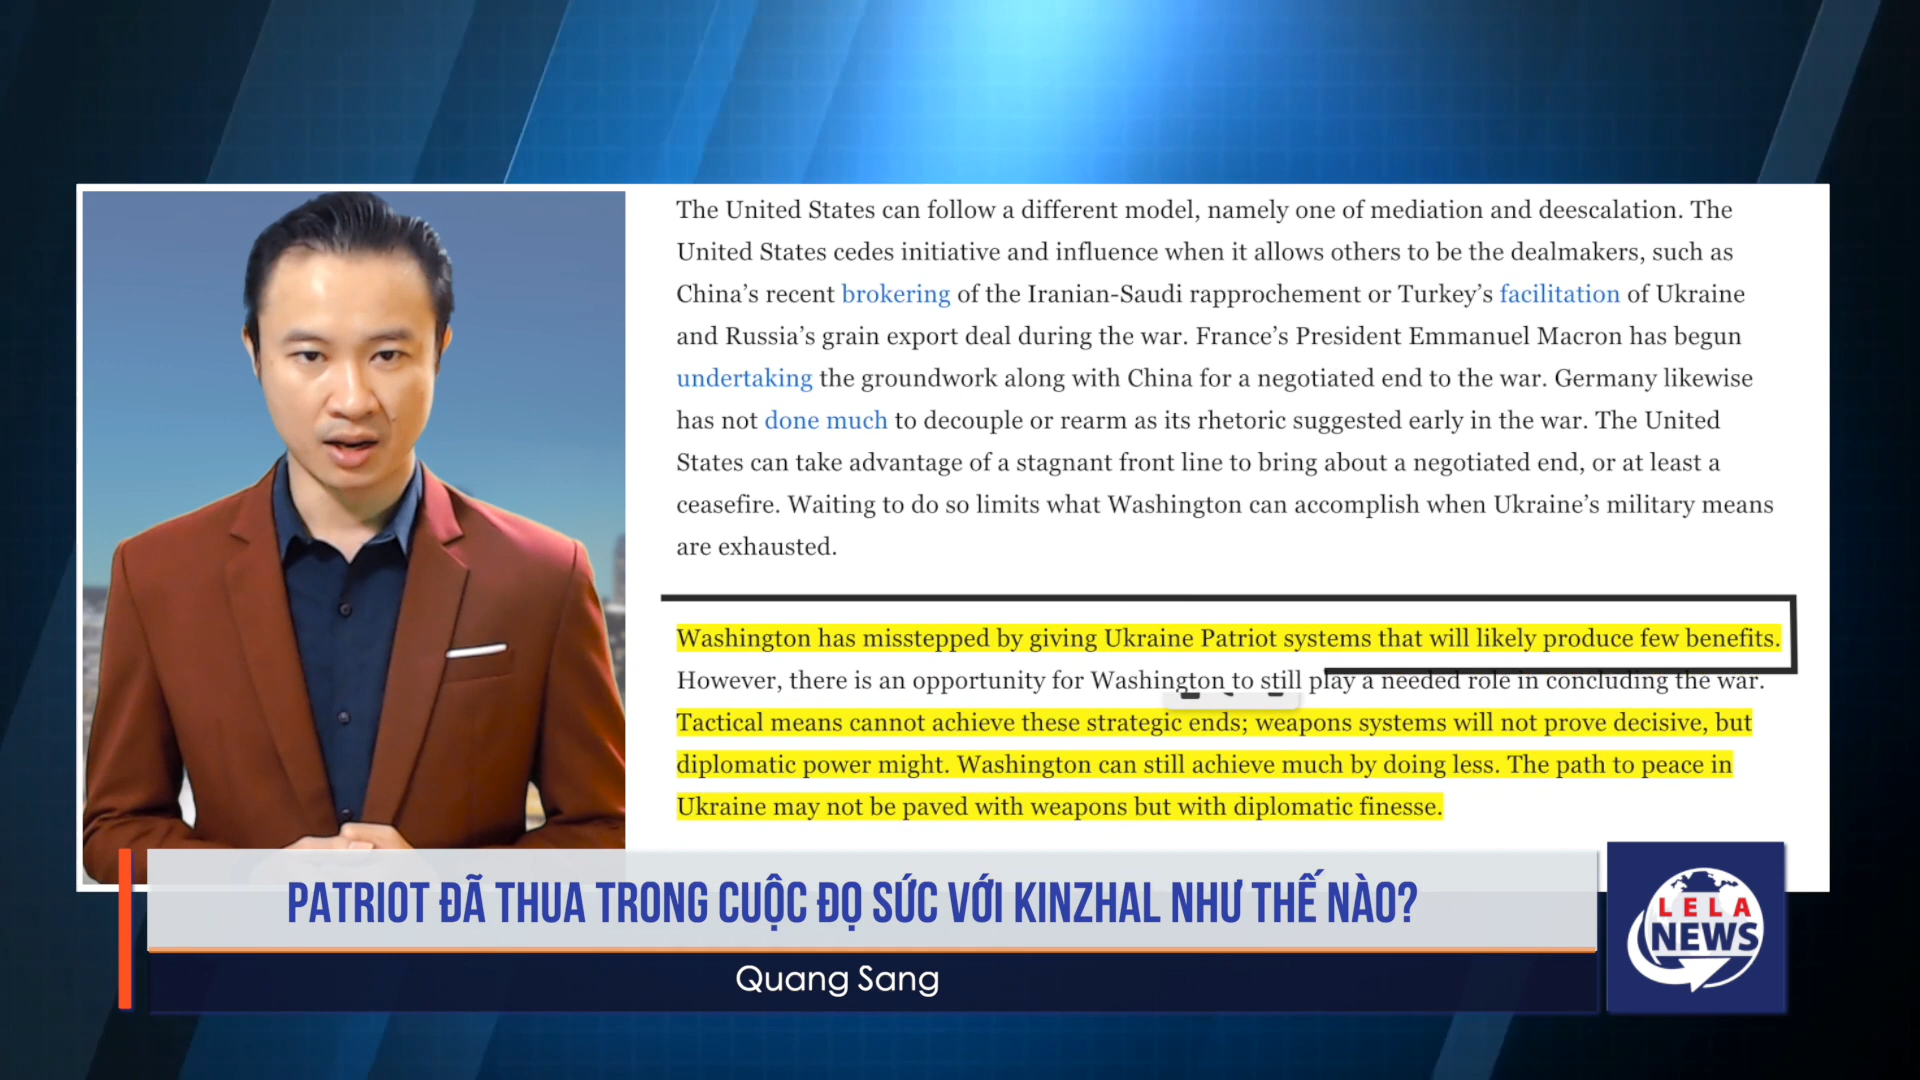 The United States can follow a different model, namely one of mediation and deescalation. The
United States cedes initiative and influence when it allows others to be the dealmakers, such as
China’s recent brokering of the Iranian-Saudi rapprochement or Turkey’s facilitation of Ukraine
and Russia’s grain export deal during the war. France’s President Emmanuel Macron has begun
undertaking the groundwork along with China for a negotiated end to the war. Germany likewise
has not done much to decouple or rearm as its rhetoric suggested early in the war. The United
States can take advantage of a stagnant front line to bring about a negotiated end, or at least a
ceasefire. Waiting to do so limits what Washington can accomplish when Ukraine’s military means
are exhausted.
Washington has misstepped by giving Ukraine Patriot systems that will likely produce few benefits.
However, there is an opportunity for Washington to still play a needed role in concluding the war.
Tactical means cannot achieve these strategic ends; weapons systems will not prove decisive, but
diplomatic power might. Washington can still achieve much by doing less. The path to peace in
Ukraine may not be paved with weapons but with diplomatic finesse.
PATRIOT ĐÃ THUA TRONG CUỘC ĐỌ SỨC VỚI KINZHAL NHƯ THẾ NÀO?
Quang Sang
LELA
NEWS